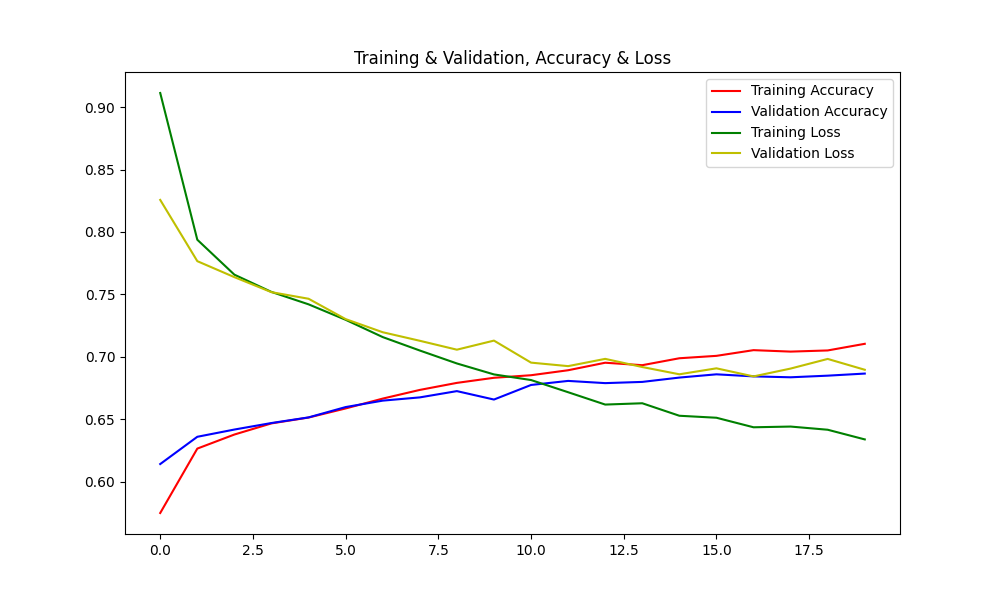 Training & Validation, Accuracy & Loss
Training Accuracy
Validation Accuracy
Training Loss
Validation Loss
0.90
0.85
0.80
0.75
0.70
0.65
0.60
0.0 2.5 5.0 7.5 10.0 12.5 15.0 17.5